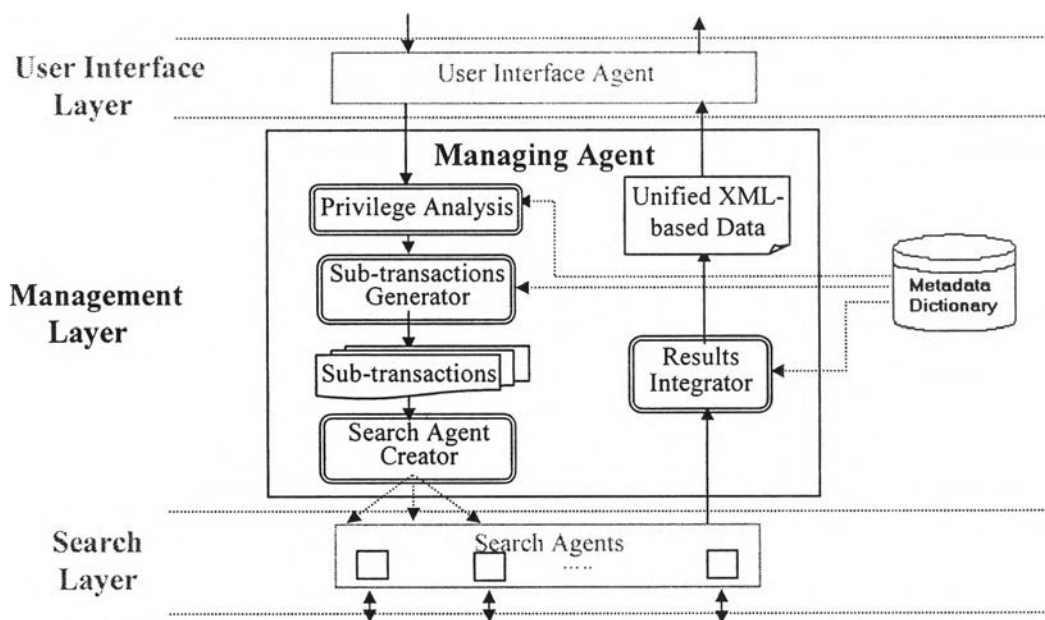 User Interface
Layer
User Interface Agent
Managing Agent
Privilege Analysis
Unified XML-
based Data
Sub-transactions
Generator
Metadata
Dictionary
Management
Layer
Sub-transactions
Results
Integrator
Search Agent
Creator
Search
Layer
Search Agents
.....